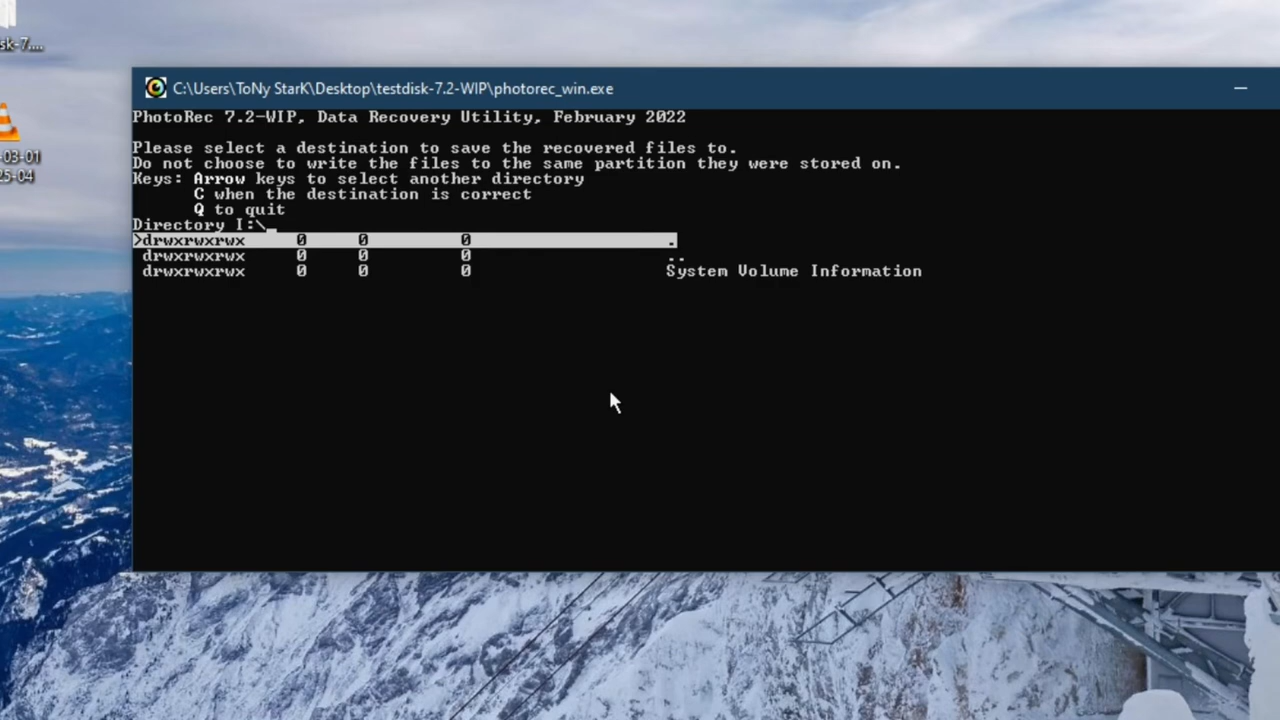 sk-7....
-03-01
25-04
C:\Users\ToNy StarK\Desktop\testdisk-7.2-WIP\photorec_win.exe
PhotoRec 7.2-WIP, Data Recovery Utility, February 2022
Please select a destination to save the recovered files to.
Do not choose to write the files to the same partition they were stored on.
Keys: Arrow keys to select another directory
C when the destination is correct
Q to quit
Directory I:\_
>drwxrwxrwx 0 0 0 .
drwxrwxrwx 0 0 0 ..
drwxrwxrwx 0 0 0 System Volume Information